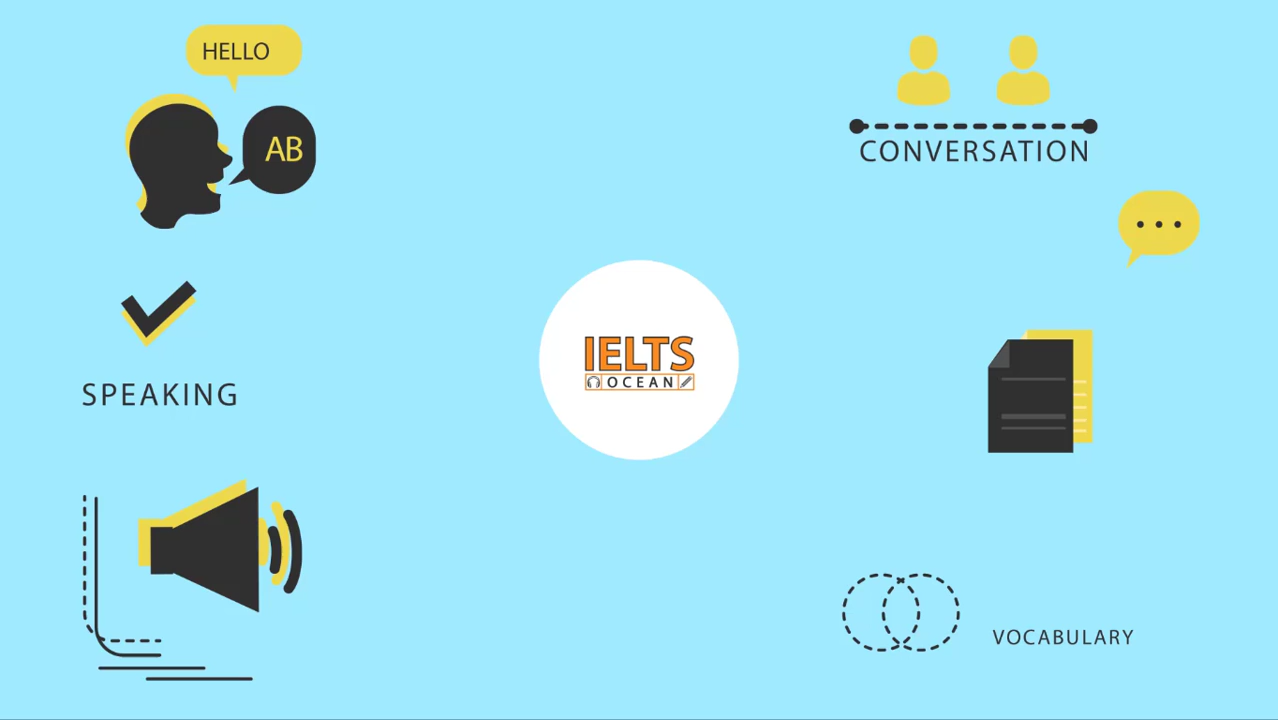 HELLO
AB
SPEAKING
IELTS
OCEAN
CONVERSATION
VOCABULARY